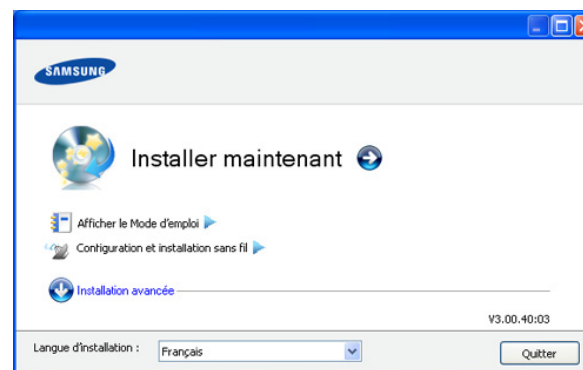 SAMSUNG
Installer maintenant
Afficher le Mode d'emploi
Configuration et installation sans fil
Installation avancée
V3.00.40:03
Langue d'installation :
Français
Quitter